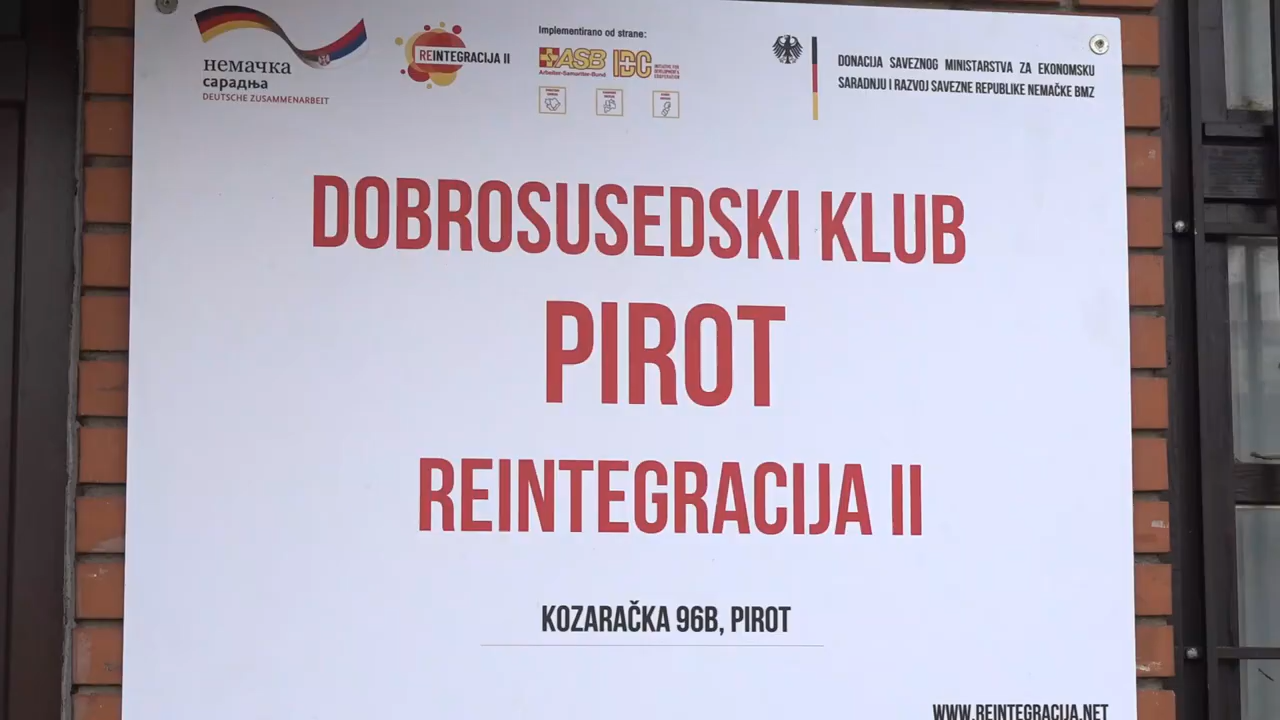 немачка
сарадња
DEUTSCHE ZUSAMMENARBEIT
REINTEGRACIJA II
Implementirano od strane:
ASB
Arbeiter-Samariter-Bund
IDC
INITIATIVE FOR
DEVELOPMENT &
COOPERATION
DONACIJA SAVEZNOG MINISTARSTVA ZA EKONOMSKU
SARADNJU I RAZVOJ SAVEZNE REPUBLIKE NEMAČKE BMZ
DOBROSUSEDSKI KLUB
PIROT
REINTEGRACIJA II
KOZARAČKA 96B, PIROT
WWW.REINTEGRACIJA.NET